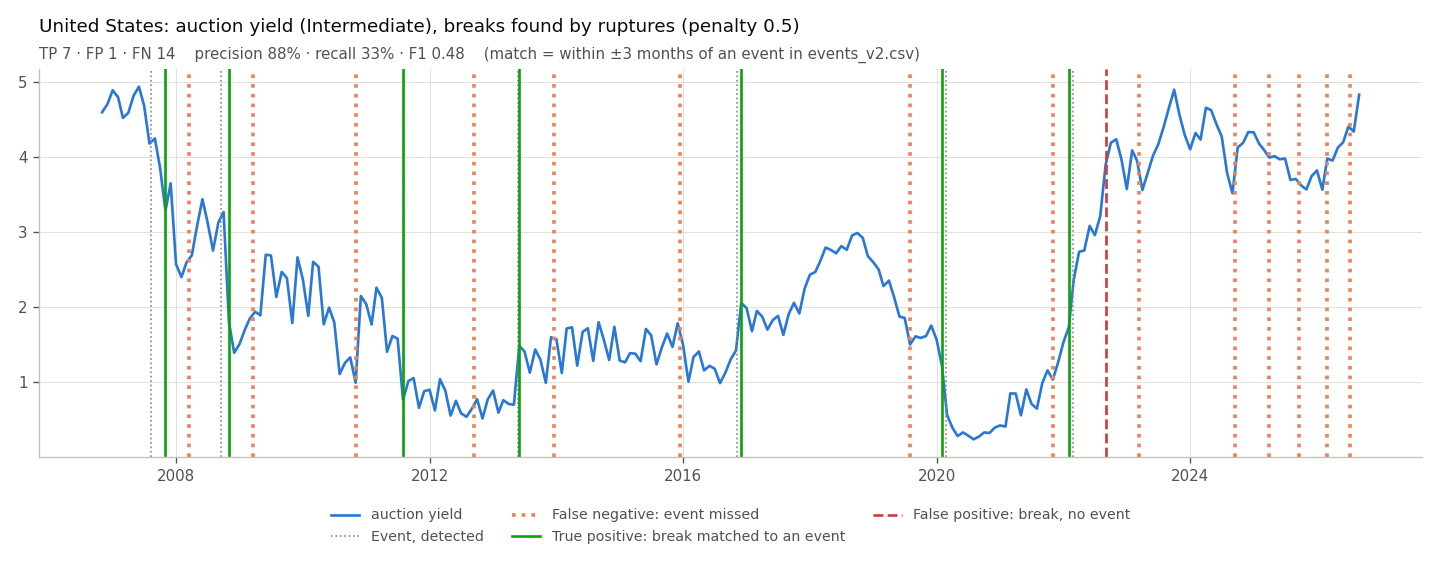 United States: auction yield (Intermediate), breaks found by ruptures (penalty 0.5)
TP 7 · FP 1 · FN 14    precision 88% · recall 33% · F1 0.48    (match = within ±3 months of an event in events_v2.csv)
5
4
3
2
1
2008 2012 2016 2020 2024
auction yield
Event, detected
False negative: event missed
True positive: break matched to an event
False positive: break, no event